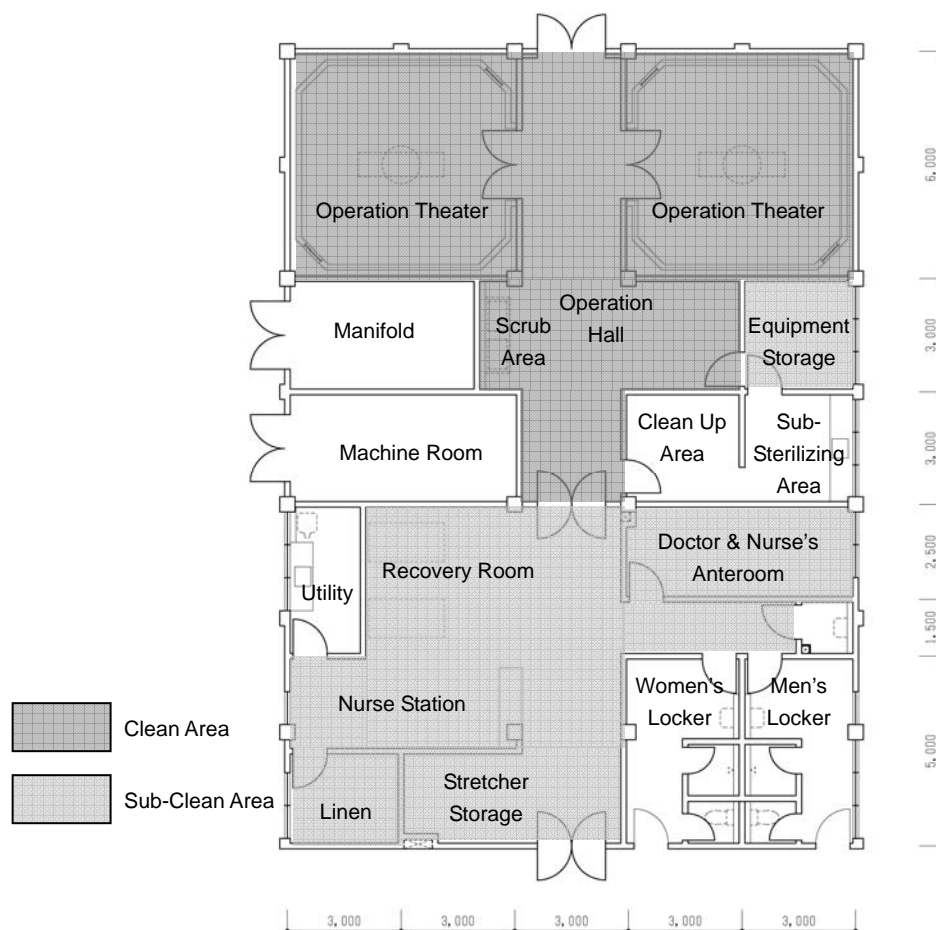 6,000
Operation Theater
Operation Theater
Manifold
Scrub
Area
Operation
Hall
Equipment
Storage
3,000
Machine Room
Clean Up
Area
Sub-
Sterilizing
Area
3,000
Utility
Recovery Room
Doctor & Nurse's
Anteroom
2,500
1,500
Nurse Station
Women's
Locker
Men's
Locker
Clean Area
5,000
Sub-Clean Area
Linen
Stretcher
Storage
3,000
3,000
3,000
3,000
3,000